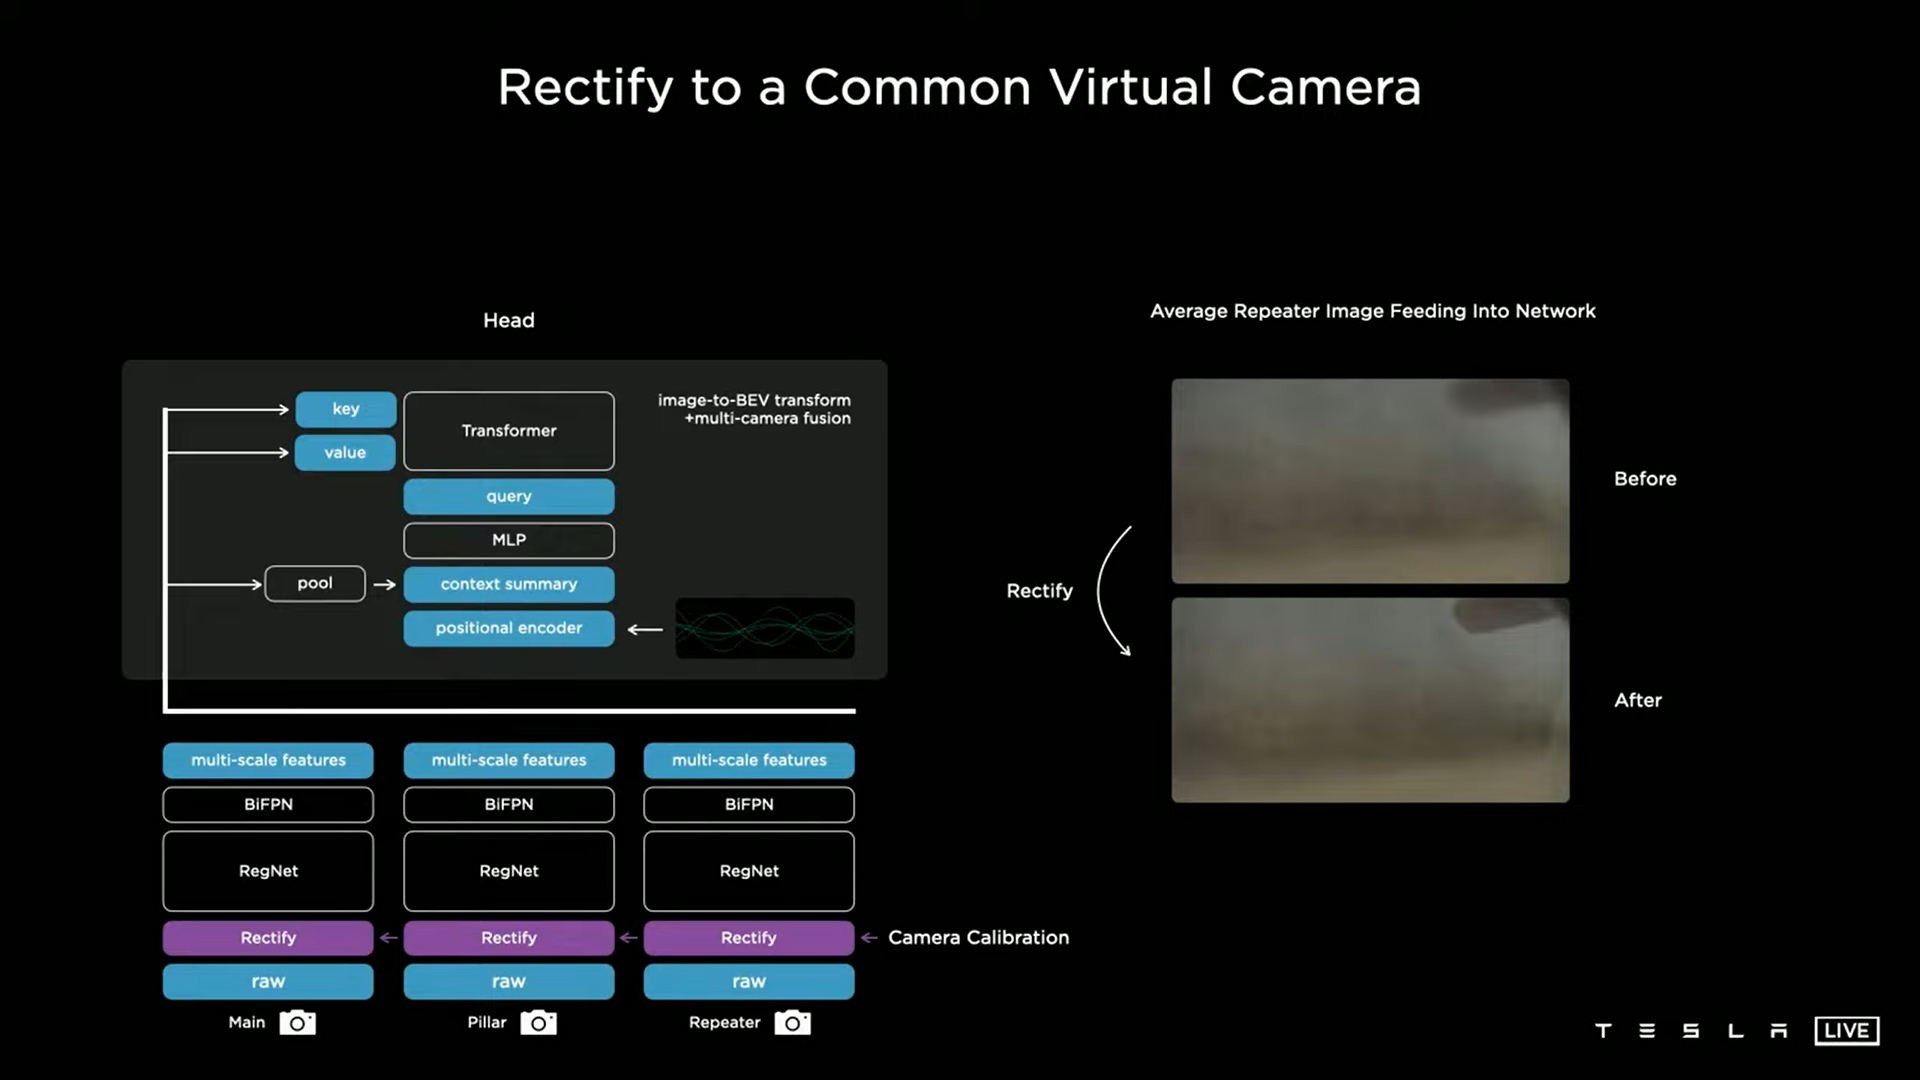 Rectify to a Common Virtual Camera
Head
key
value
Transformer
image-to-BEV transform
+multi-camera fusion
query
MLP
pool
context summary
positional encoder
multi-scale features
multi-scale features
multi-scale features
BiFPN
BiFPN
BiFPN
RegNet
RegNet
RegNet
Rectify
Rectify
Rectify
Camera Calibration
raw
raw
raw
Main
Pillar
Repeater
Average Repeater Image Feeding Into Network
Before
Rectify
After
TESLA LIVE